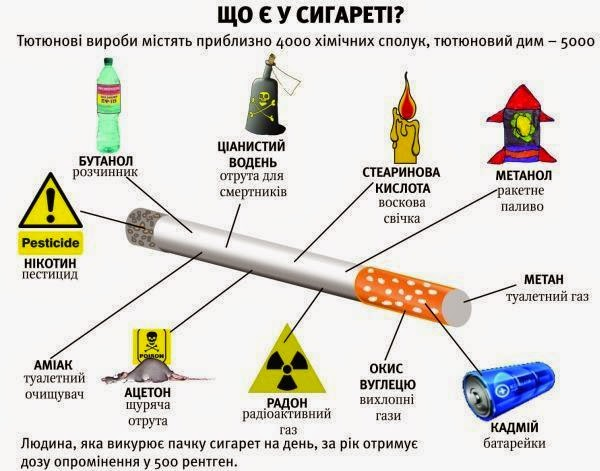 ЩО Є У СИГАРЕТІ?
Тютюнові вироби містять приблизно 4000 хімічних сполук, тютюновий дим – 5000
БУТАНОЛ
розчинник
ЦІАНИСТИЙ
ВОДЕНЬ
отрута для
смертників
СТЕАРИНОВА
КИСЛОТА
воскова
свічка
МЕТАНОЛ
ракетне
паливо
Pesticide
НІКОТИН
пестицид
МЕТАН
туалетний газ
АМІАК
туалетний
очищувач
POISON
АЦЕТОН
щуряча
отрута
РАДОН
радіоактивний
газ
ОКИС
ВУГЛЕЦЮ
вихлопні
гази
КАДМІЙ
батарейки
Людина, яка викурює пачку сигарет на день, за рік отримує
дозу опромінення у 500 рентген.